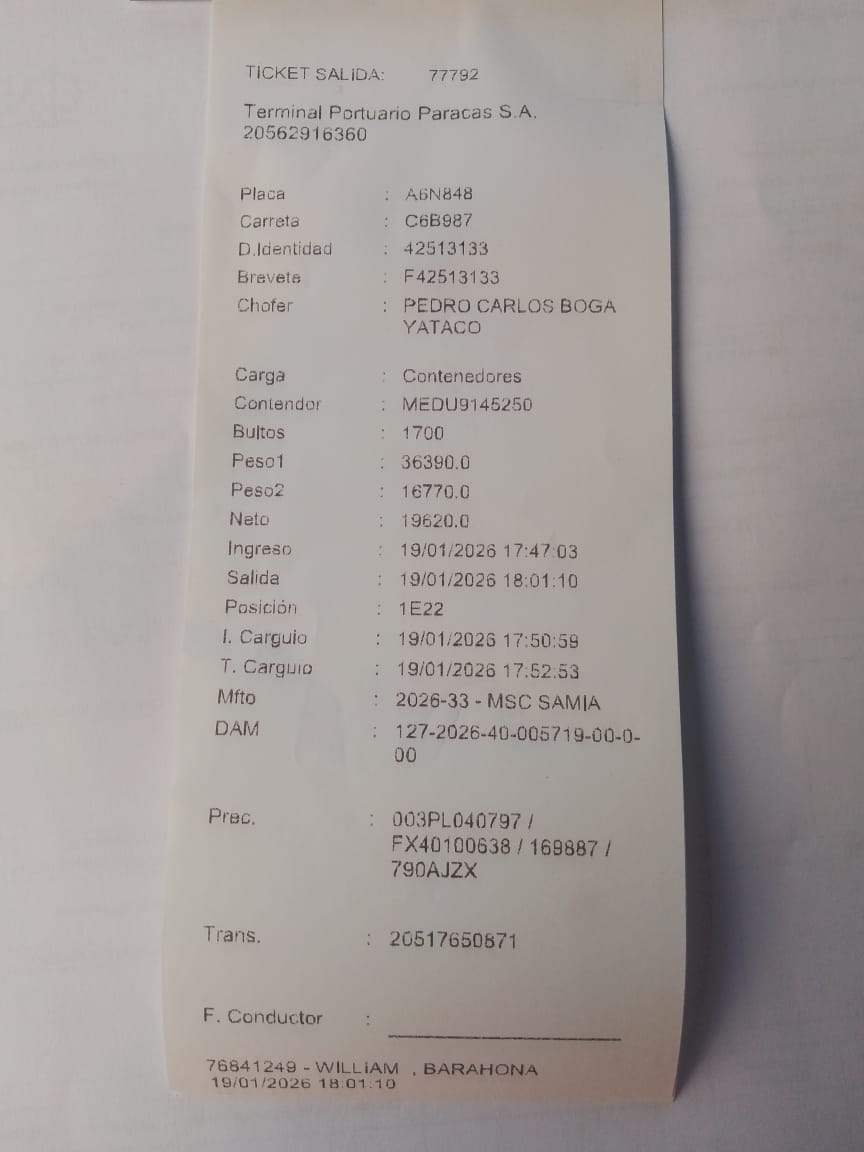 TICKET SALIDA: 77792
Terminal Portuario Paracas S.A.
20562916360
Placa : A6N848
Carreta : C6B987
D.Identidad : 42513133
Brevete : F42513133
Chofer : PEDRO CARLOS BOGA
YATACO
Carga : Contenedores
Contendor : MEDU9145250
Bultos : 1700
Peso1 : 36390.0
Peso2 : 16770.0
Neto : 19620.0
Ingreso : 19/01/2026 17:47:03
Salida : 19/01/2026 18:01:10
Posición : 1E22
I. Carguio : 19/01/2026 17:50:59
T. Carguio : 19/01/2026 17:52:53
Mfto : 2026-33 - MSC SAMIA
DAM : 127-2026-40-005719-00-0-
00
Prec. : 003PL040797 /
FX40100638 / 169887 /
790AJZX
Trans. : 20517650871
F. Conductor :
76841249 - WILLIAM , BARAHONA
19/01/2026 18:01:10